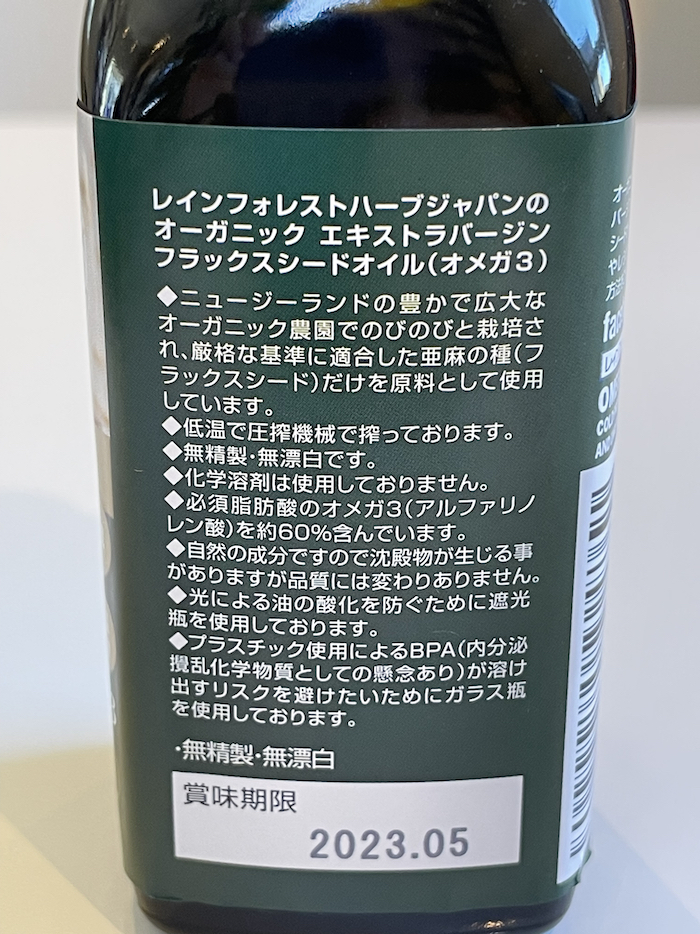 レインフォレストハーブジャパンの
オーガニック エキストラバージン
フラックスシードオイル(オメガ3)
◆ニュージーランドの豊かで広大な
オーガニック農園でのびのびと栽培さ
れ、厳格な基準に適合した亜麻の種(フ
ラックスシード)だけを原料として使用
しています。
◆低温で圧搾機械で搾っております。
◆無精製・無漂白です。
◆化学溶剤は使用しておりません。
◆必須脂肪酸のオメガ3(アルファリノ
レン酸)を約60%含んでいます。
◆自然の成分ですので沈殿物が生じる事
がありますが品質には変わりありません。
◆光による油の酸化を防ぐために遮光
瓶を使用しております。
◆プラスチック使用によるBPA(内分泌
攪乱化学物質としての懸念あり)が溶け
出すリスクを避けたいためにガラス瓶
を使用しております。
・無精製・無漂白
賞味期限
2023.05